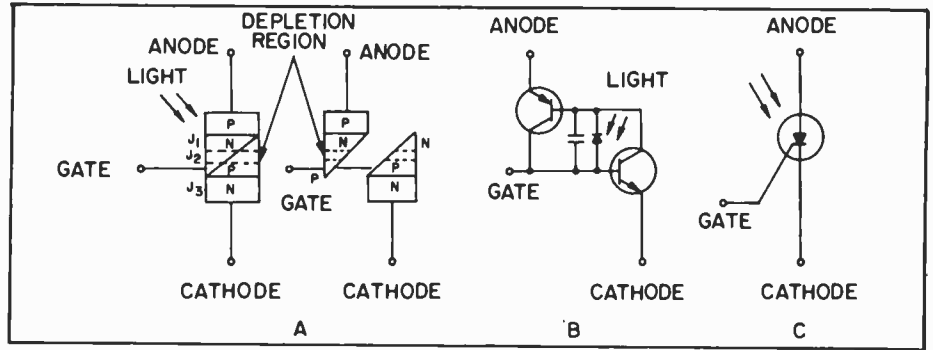 DEPLETION
REGION
ANODE
ANODE
LIGHT
P
J1
N
J2
P
J3
N
GATE
N
P
N
N
GATE
CATHODE
CATHODE
A
ANODE
LIGHT
GATE
CATHODE
B
ANODE
GATE
CATHODE
C